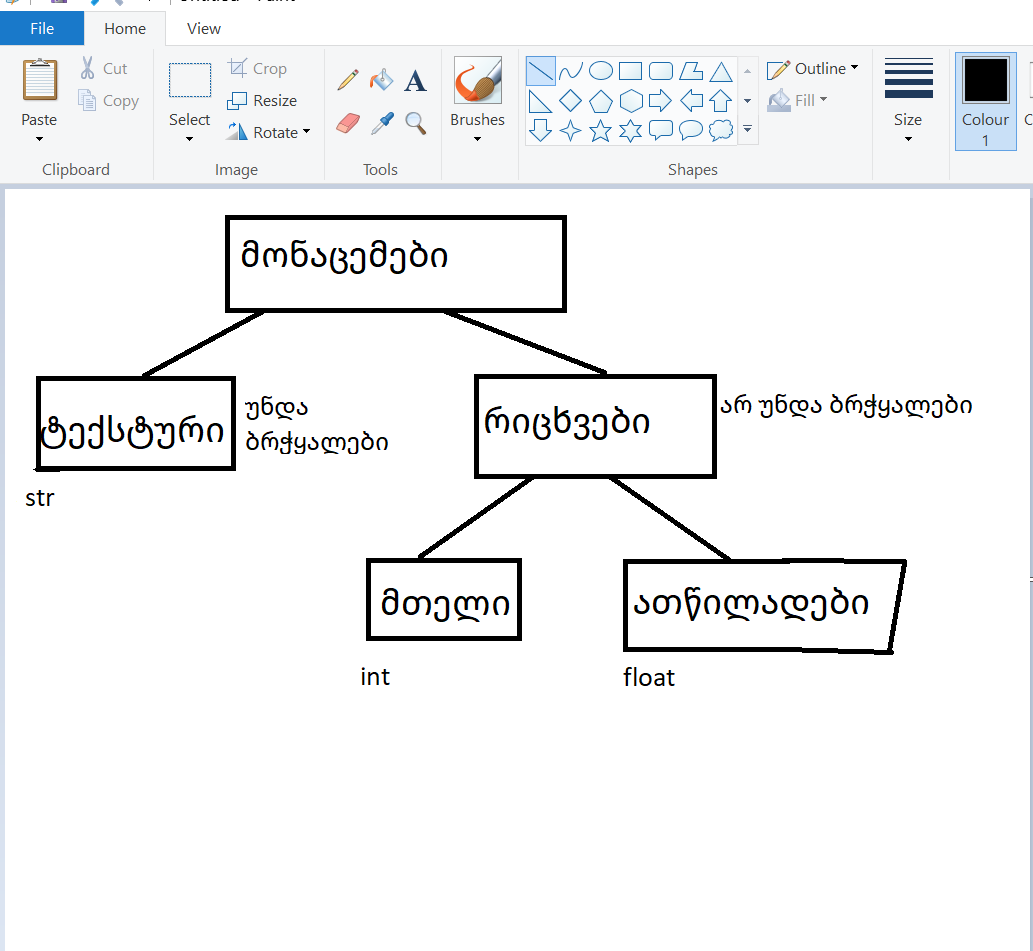 File
Home
View
Cut
Copy
Paste
Clipboard
Select
Crop
Resize
Rotate
Image
Tools
Brushes
Shapes
Outline
Fill
Size
Colour
1
მონაცემები
ტექსტური
უნდა
ბრჭყალები
str
რიცხვები
არ უნდა ბრჭყალები
მთელი
int
ათწილადები
float